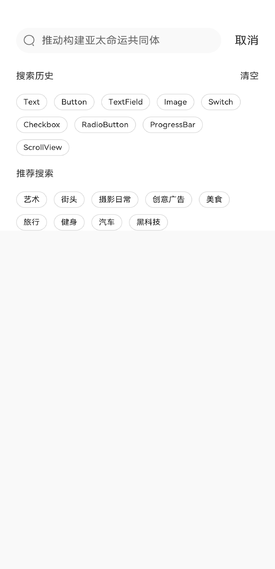 推动构建亚太命运共同体 取消
搜索历史 清空
Text Button TextField Image Switch
Checkbox RadioButton ProgressBar
ScrollView
推荐搜索
艺术 街头 摄影日常 创意广告 美食
旅行 健身 汽车 黑科技